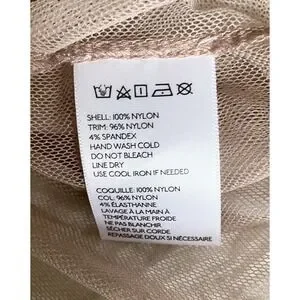 SHELL: 100% NYLON
TRIM: 96% NYLON
4% SPANDEX
HAND WASH COLD
DO NOT BLEACH
LINE DRY
USE COOL IRON IF NEEDED
COQUILLE: 100% NYLON
COL: 96% NYLON
4% ÉLASTHANNE
LAVAGE À LA MAIN À
TEMPÉRATURE FROIDE
NE PAS BLANCHIR
SÉCHER SUR CORDE
REPASSAGE DOUX SI NÉCESSAIRE